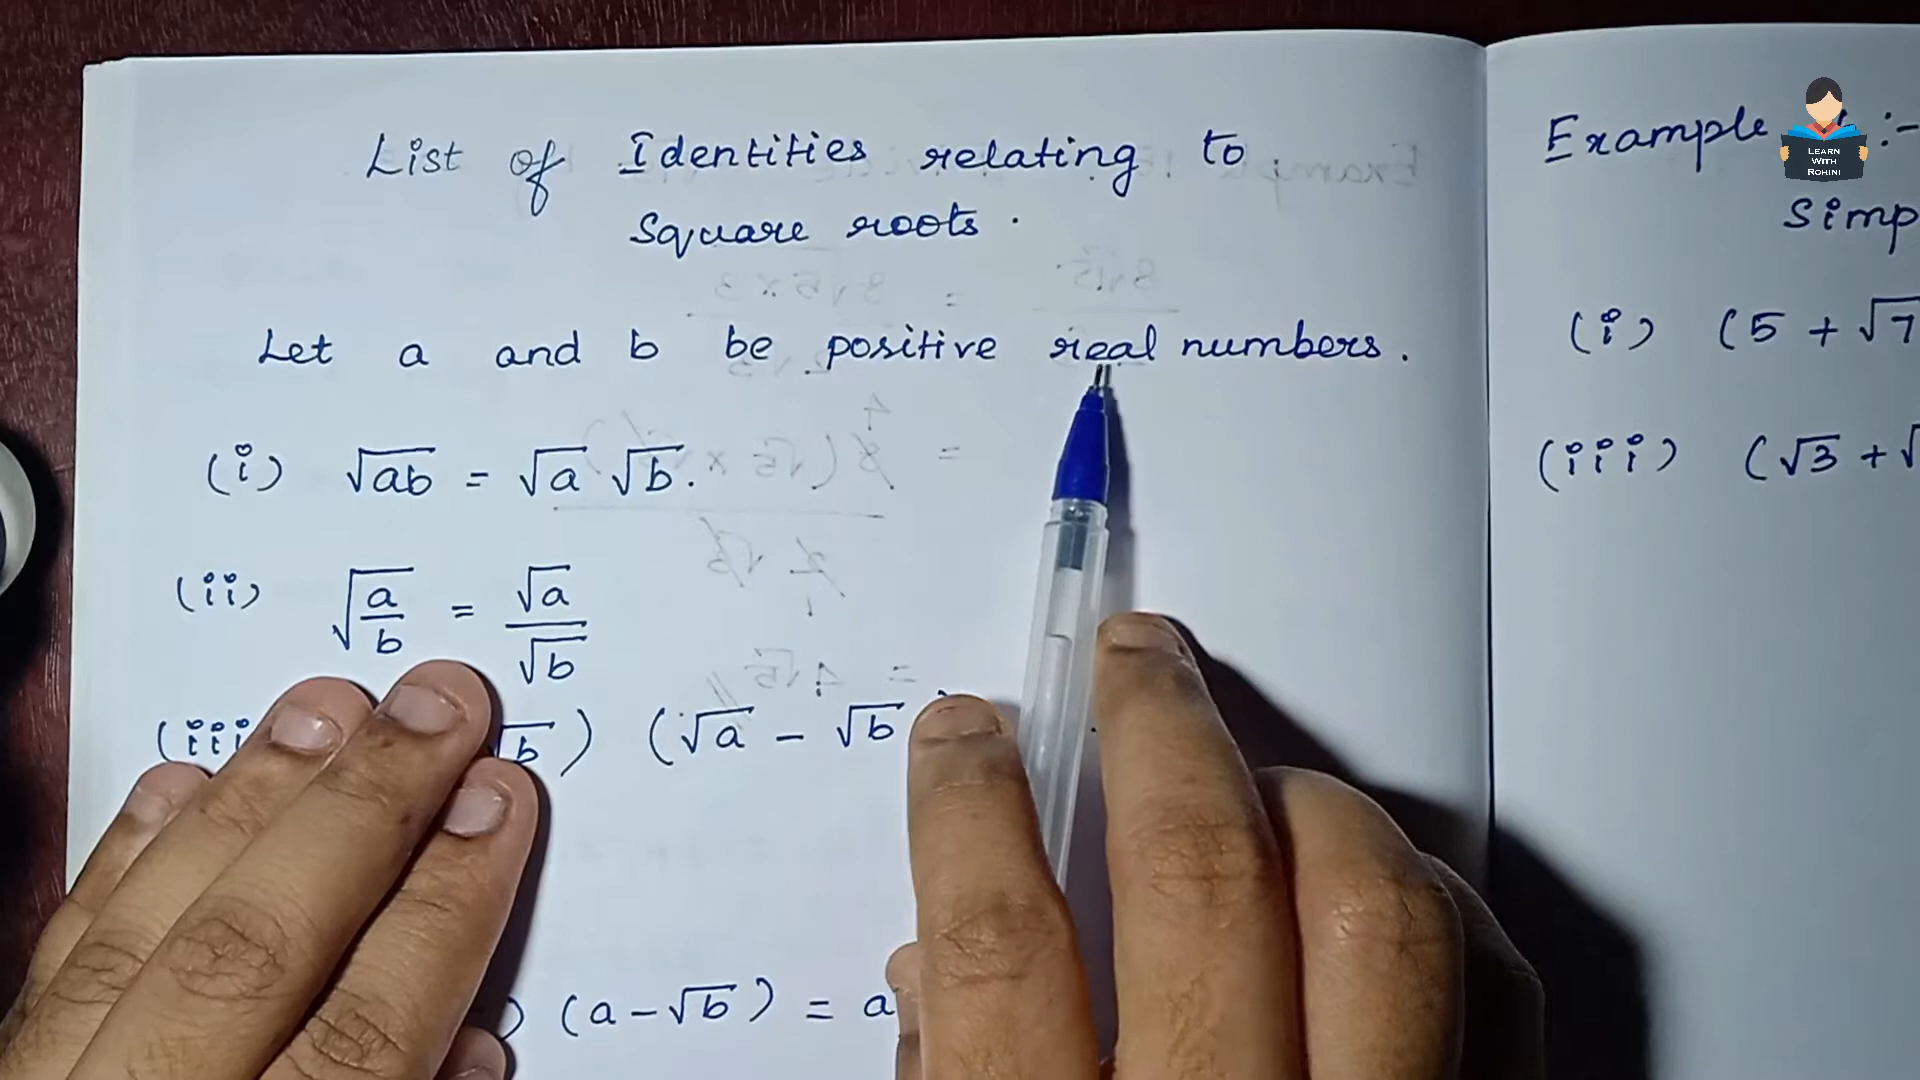 List of Identities relating to
Square roots.
Let a and b be positive real numbers.
(i) √ab = √a √b.
(ii) √(a/b) = √a/√b
(iii √b) (√a - √b
) (a-√b) = a
Example :-
Simp
(i) (5 + √7
(iii) (√3 + √
LEARN
WITH
ROHINI